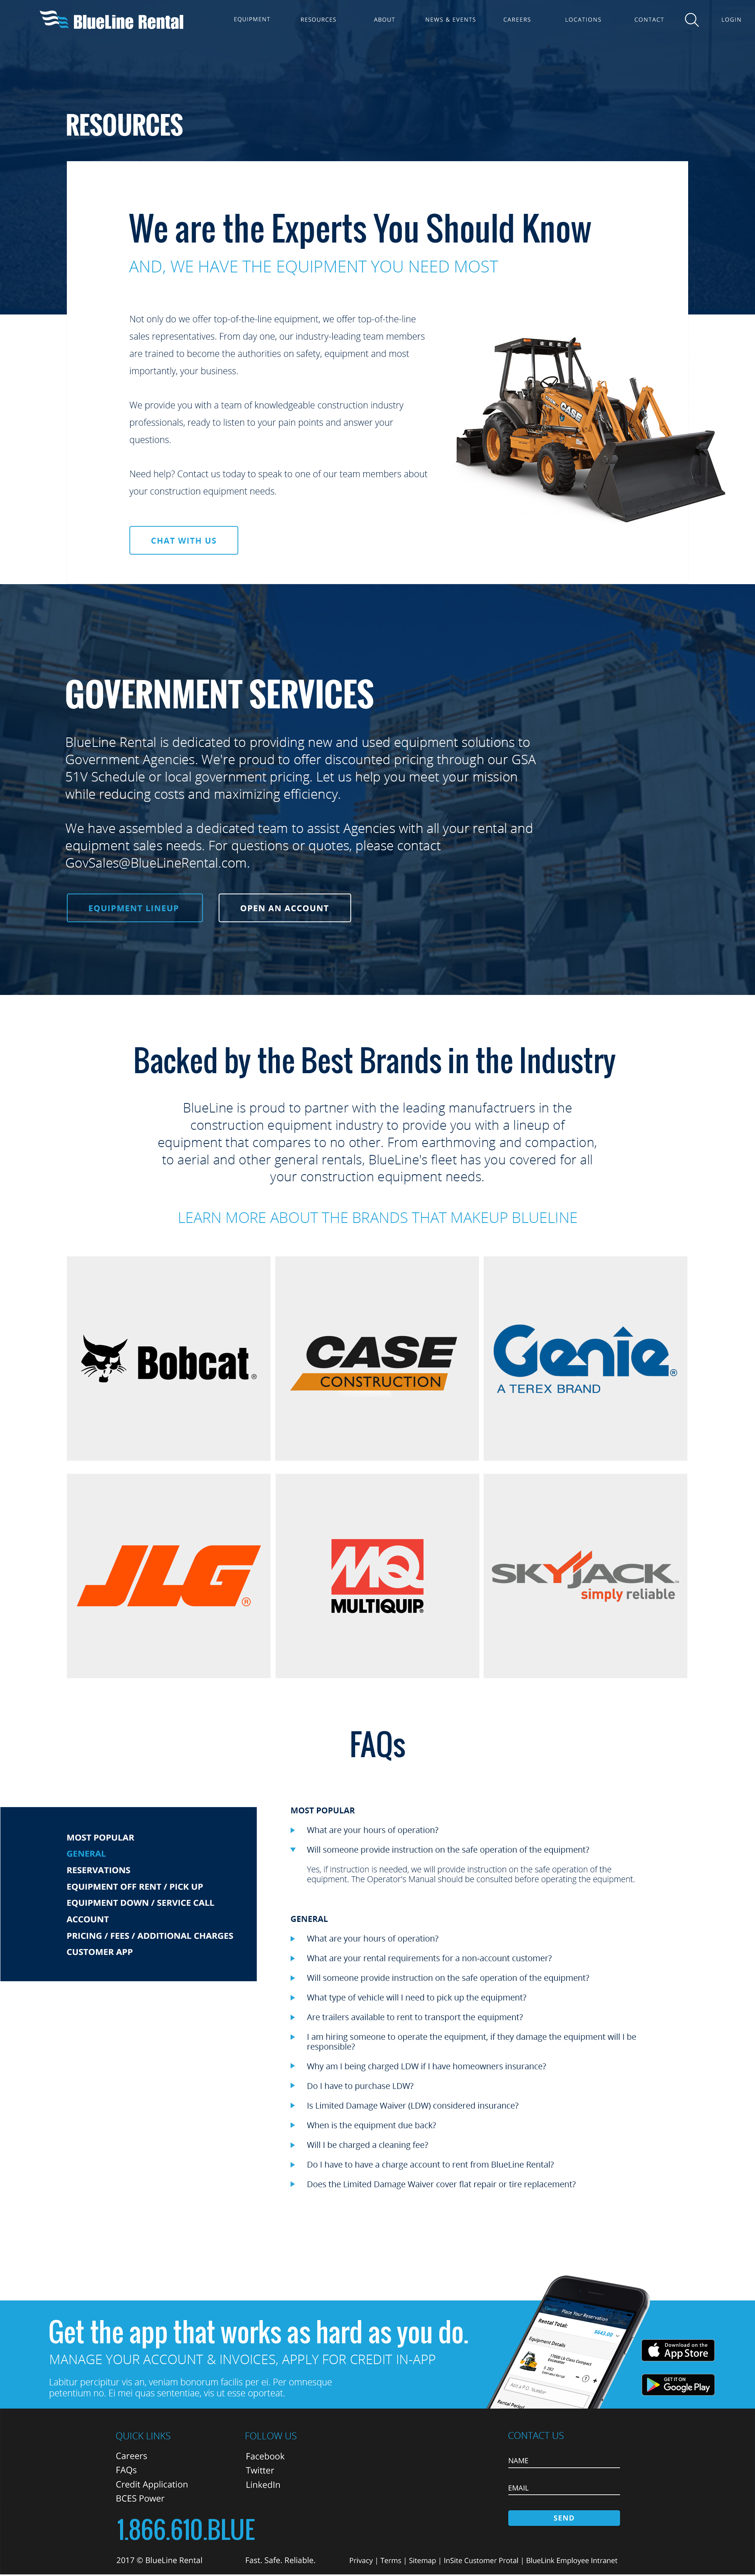 BlueLine Rental
EQUIPMENT RESOURCES ABOUT NEWS & EVENTS CAREERS LOCATIONS CONTACT LOGIN
RESOURCES
We are the Experts You Should Know
AND, WE HAVE THE EQUIPMENT YOU NEED MOST
Not only do we offer top-of-the-line equipment, we offer top-of-the-line
sales representatives. From day one, our industry-leading team members
are trained to become the authorities on safety, equipment and most
importantly, your business.
We provide you with a team of knowledgeable construction industry
professionals, ready to listen to your pain points and answer your
questions.
Need help? Contact us today to speak to one of our team members about
your construction equipment needs.
CASE
CHAT WITH US
GOVERNMENT SERVICES
BlueLine Rental is dedicated to providing new and used equipment solutions to
Government Agencies. We're proud to offer discounted pricing through our GSA
51V Schedule or local government pricing. Let us help you meet your mission
while reducing costs and maximizing efficiency.
We have assembled a dedicated team to assist Agencies with all your rental and
equipment sales needs. For questions or quotes, please contact
GovSales@BlueLineRental.com.
EQUIPMENT LINEUP OPEN AN ACCOUNT
Backed by the Best Brands in the Industry
BlueLine is proud to partner with the leading manufactruers in the
construction equipment industry to provide you with a lineup of
equipment that compares to no other. From earthmoving and compaction,
to aerial and other general rentals, BlueLine's fleet has you covered for all
your construction equipment needs.
LEARN MORE ABOUT THE BRANDS THAT MAKEUP BLUELINE
Bobcat®
CASE
CONSTRUCTION
Genie®
A TEREX BRAND
JLG®
MQ
MULTIQUIP®
SKYJACK™
simply reliable
FAQs
MOST POPULAR
GENERAL
RESERVATIONS
EQUIPMENT OFF RENT / PICK UP
EQUIPMENT DOWN / SERVICE CALL
ACCOUNT
PRICING / FEES / ADDITIONAL CHARGES
CUSTOMER APP
MOST POPULAR
What are your hours of operation?
Will someone provide instruction on the safe operation of the equipment?
Yes, if instruction is needed, we will provide instruction on the safe operation of the
equipment. The Operator's Manual should be consulted before operating the equipment.
GENERAL
What are your hours of operation?
What are your rental requirements for a non-account customer?
Will someone provide instruction on the safe operation of the equipment?
What type of vehicle will I need to pick up the equipment?
Are trailers available to rent to transport the equipment?
I am hiring someone to operate the equipment, if they damage the equipment will I be
responsible?
Why am I being charged LDW if I have homeowners insurance?
Do I have to purchase LDW?
Is Limited Damage Waiver (LDW) considered insurance?
When is the equipment due back?
Will I be charged a cleaning fee?
Do I have to have a charge account to rent from BlueLine Rental?
Does the Limited Damage Waiver cover flat repair or tire replacement?
Get the app that works as hard as you do.
MANAGE YOUR ACCOUNT & INVOICES, APPLY FOR CREDIT IN-APP
Labitur percipitur vis an, veniam bonorum facilis per ei. Per omnesque
petentium no. Ei mei quas sententiae, vis ut esse oporteat.
Place Your Reservation
Rental Total: $643.08
Equipment Details
17000 Lb Class Compact
Excavator
Add a P.O. Number
Rental Period
Download on the
App Store
GET IT ON
Google Play
QUICK LINKS
Careers
FAQs
Credit Application
BCES Power
FOLLOW US
Facebook
Twitter
LinkedIn
CONTACT US
NAME
EMAIL
SEND
1.866.610.BLUE
2017 © BlueLine Rental Fast. Safe. Reliable. Privacy | Terms | Sitemap | InSite Customer Protal | BlueLink Employee Intranet